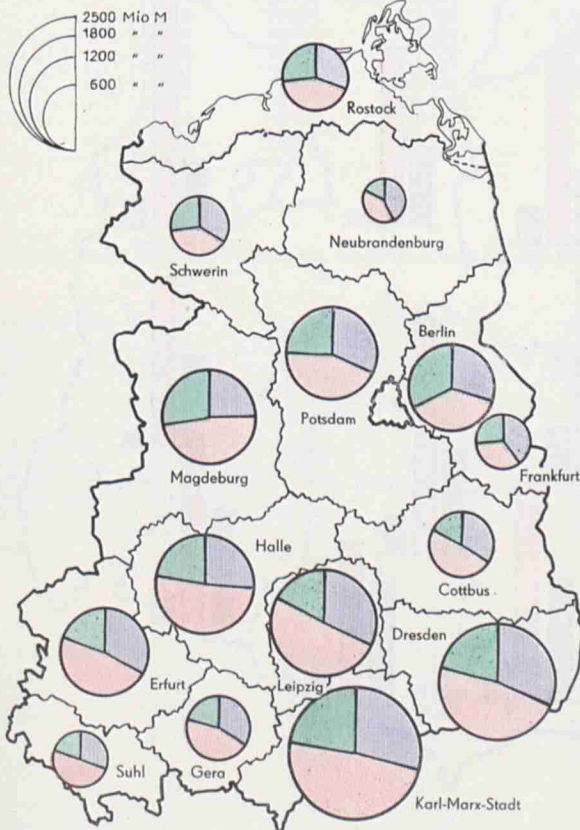 2500 Mio M
1800 " "
1200 " "
600 " "
Rostock
Neubrandenburg
Schwerin
Berlin
Potsdam
Magdeburg
Frankfurt
Halle
Cottbus
Dresden
Erfurt
Leipzig
Suhl
Gera
Karl-Marx-Stadt